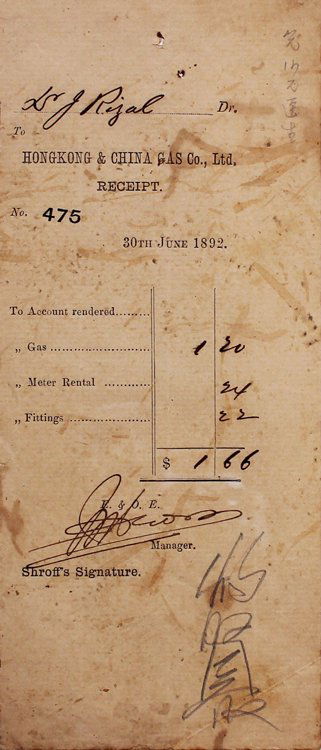 Dr J Rizal Dr.
To
HONGKONG & CHINA GAS Co., Ltd,
RECEIPT.
No. 475
30TH JUNE 1892.
To Account rendered.........
„ Gas ........................ 1 20
„ Meter Rental ............ 24
„ Fittings ..................... 22
$ 1 66
E. & O. E.
Manager.
Shroff's Signature.